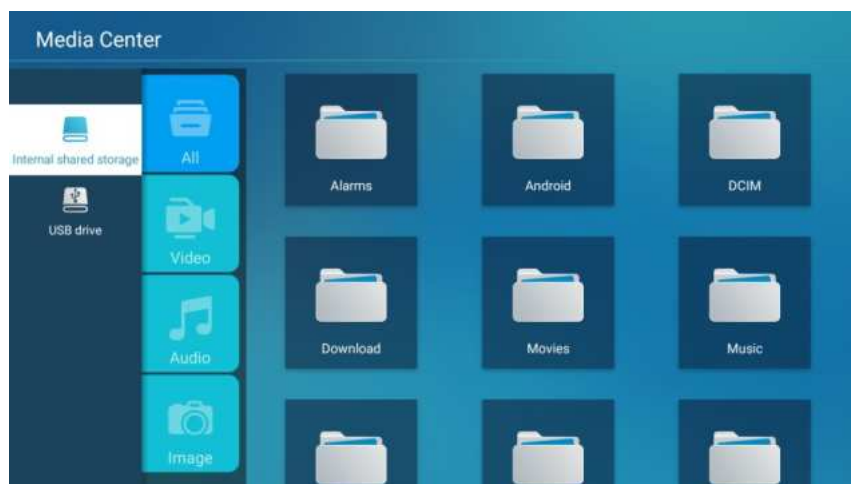 Media Center
Internal shared storage
USB drive
All
Video
Audio
Image
Alarms
Android
DCIM
Download
Movies
Music